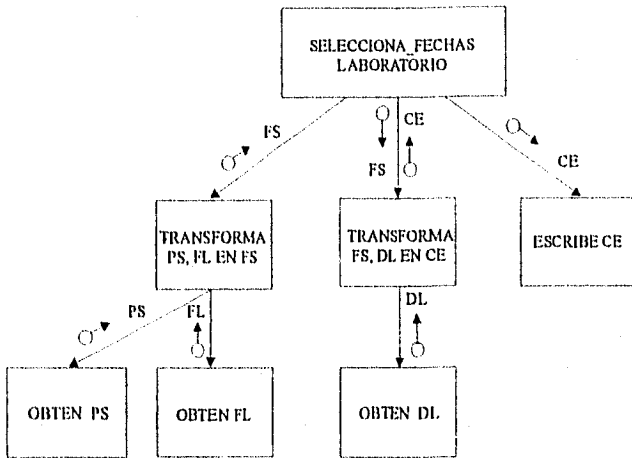 SELECCIONA_FECHAS
LABORATORIO
FS
CE
FS
CE
TRANSFORMA
PS, FL EN FS
TRANSFORMA
FS, DL EN CE
ESCRIBE CE
PS
FL
DL
OBTEN PS
OBTEN FL
OBTEN DL